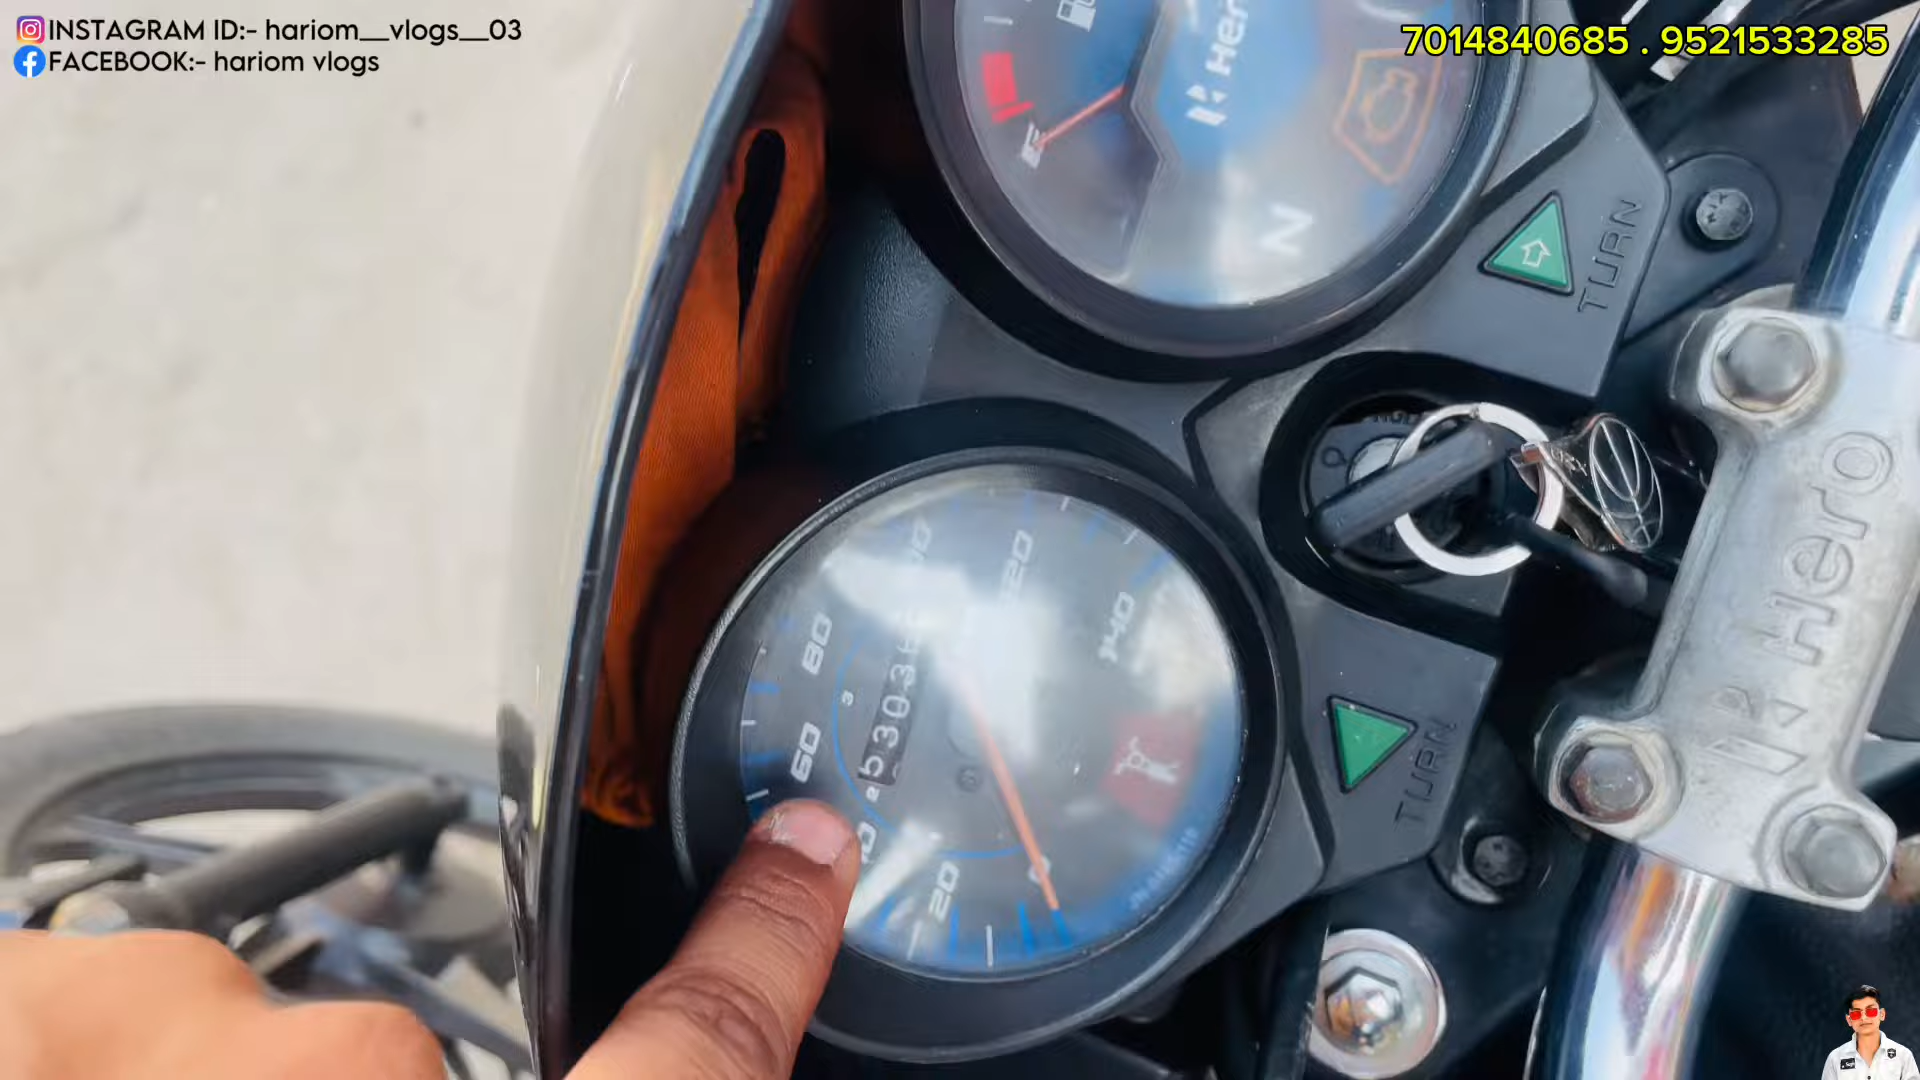 INSTAGRAM ID:- hariom__vlogs__03
FACEBOOK:- hariom vlogs
7014840685 . 9521533285
Hero
N
TURN
Hero
120
140
80
60
20
TURN